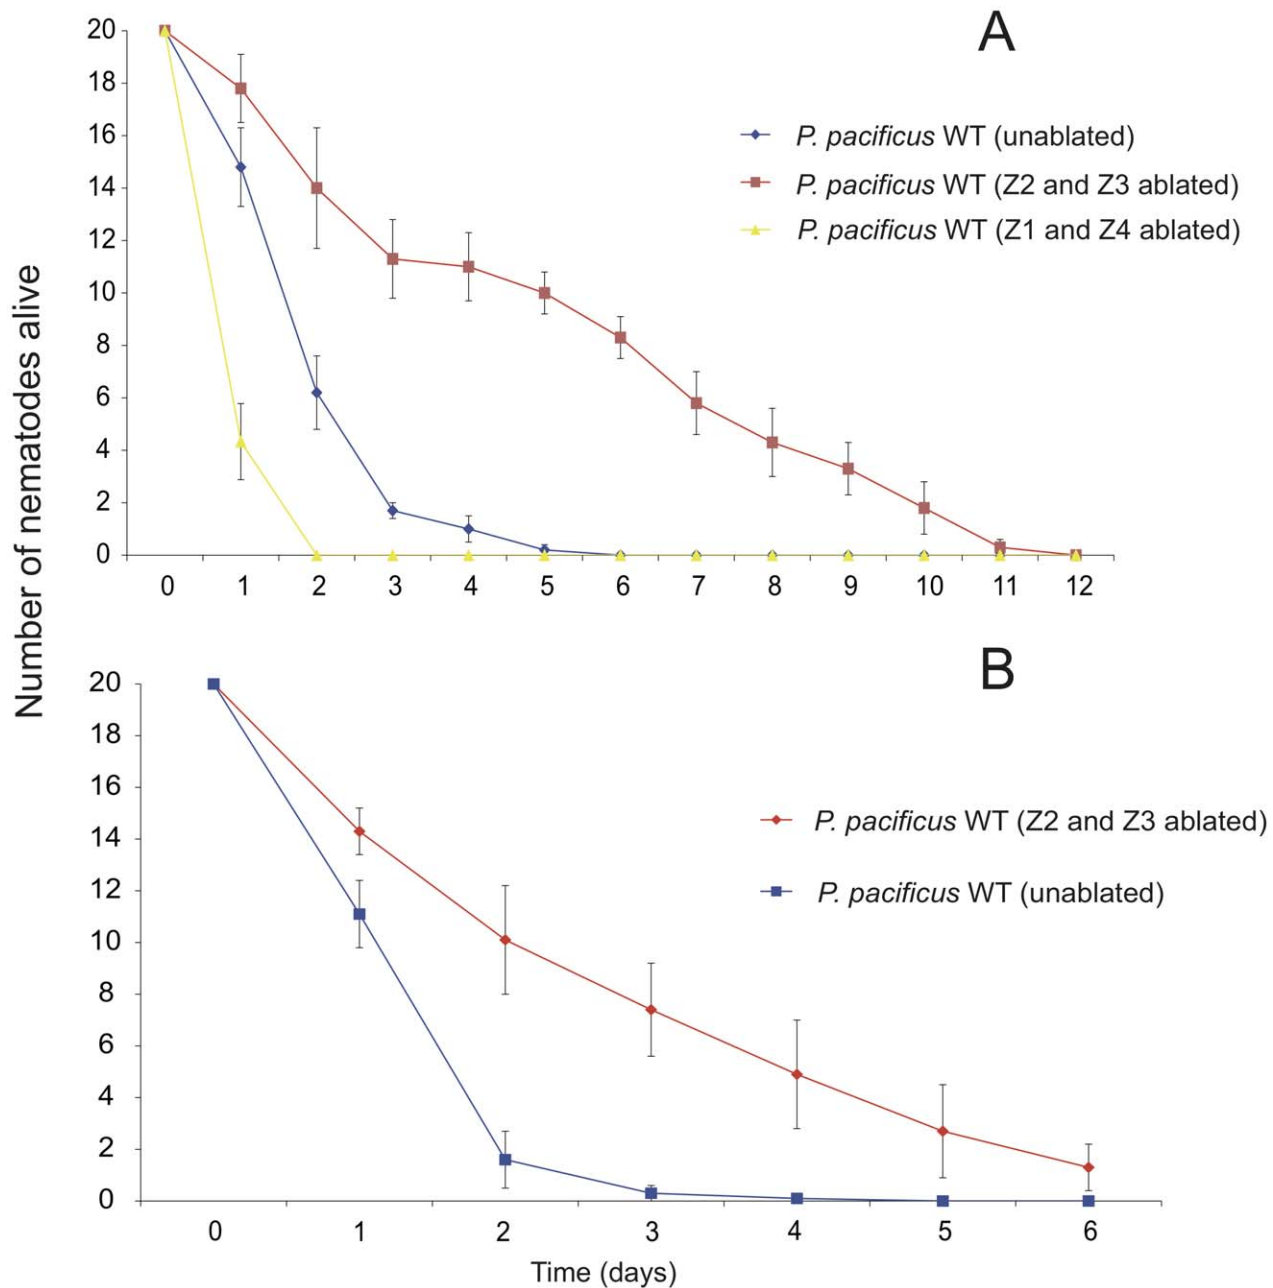 A
20
18
16
14
12
10
8
6
4
2
0
P. pacificus WT (unablated)
P. pacificus WT (Z2 and Z3 ablated)
P. pacificus WT (Z1 and Z4 ablated)
0 1 2 3 4 5 6 7 8 9 10 11 12
Number of nematodes alive
B
20
18
16
14
12
10
8
6
4
2
0
P. pacificus WT (Z2 and Z3 ablated)
P. pacificus WT (unablated)
0 1 2 3 4 5 6
Time (days)